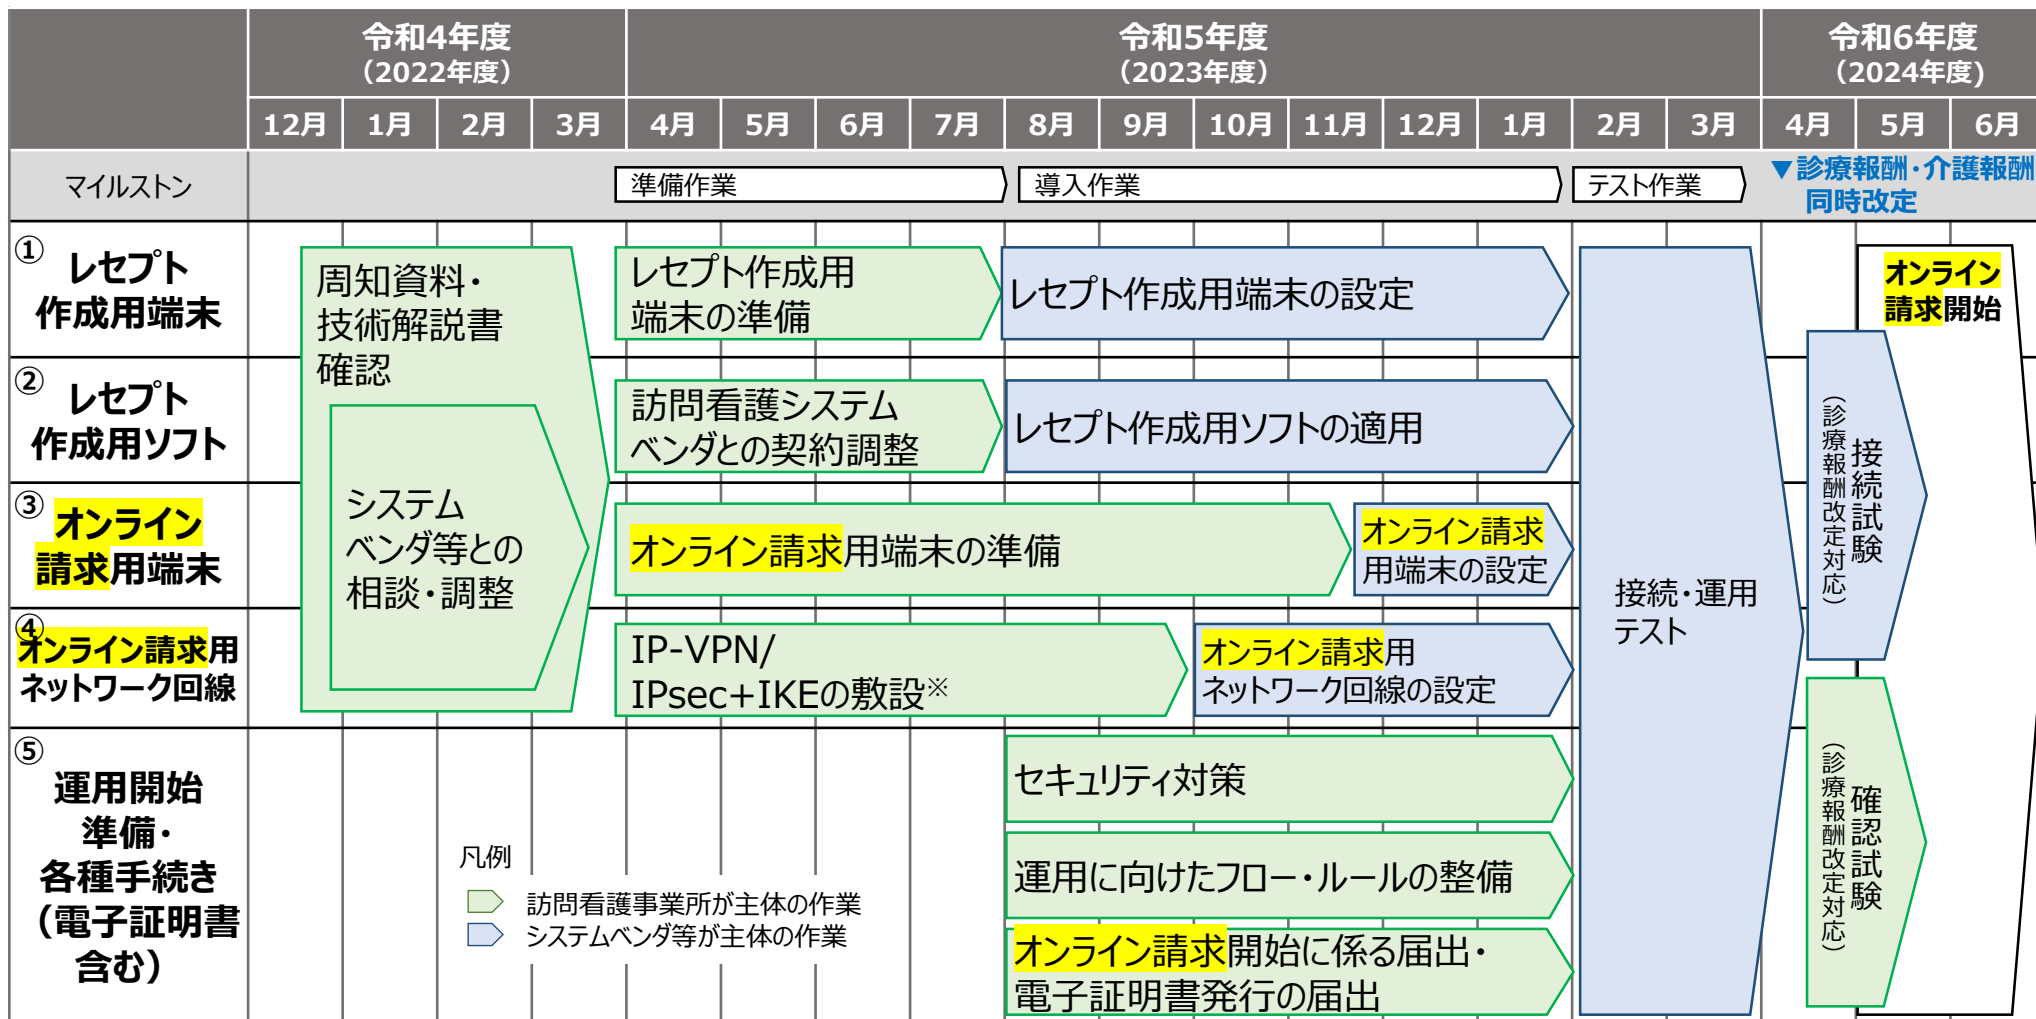 令和4年度
（2022年度）
令和5年度
（2023年度）
令和6年度
（2024年度）
12月
1月
2月
3月
4月
5月
6月
7月
8月
9月
10月
11月
12月
1月
2月
3月
4月
5月
6月
マイルストン
準備作業
導入作業
テスト作業
▼診療報酬・介護報酬
同時改定
①
レセプト
作成用端末
周知資料・
技術解説書
確認
レセプト作成用
端末の準備
レセプト作成用端末の設定
オンライン
請求開始
②
レセプト
作成用ソフト
訪問看護システム
ベンダとの契約調整
レセプト作成用ソフトの適用
接続試験
（診療報酬改定対応）
③
オンライン
請求用端末
システム
ベンダ等との
相談・調整
オンライン請求用端末の準備
オンライン請求
用端末の設定
接続・運用
テスト
④
オンライン請求用
ネットワーク回線
IP-VPN/
IPsec+IKEの敷設※
オンライン請求用
ネットワーク回線の設定
⑤
運用開始
準備・
各種手続き
（電子証明書
含む）
セキュリティ対策
運用に向けたフロー・ルールの整備
オンライン請求開始に係る届出・
電子証明書発行の届出
確認試験
（診療報酬改定対応）
凡例
訪問看護事業所が主体の作業
システムベンダ等が主体の作業